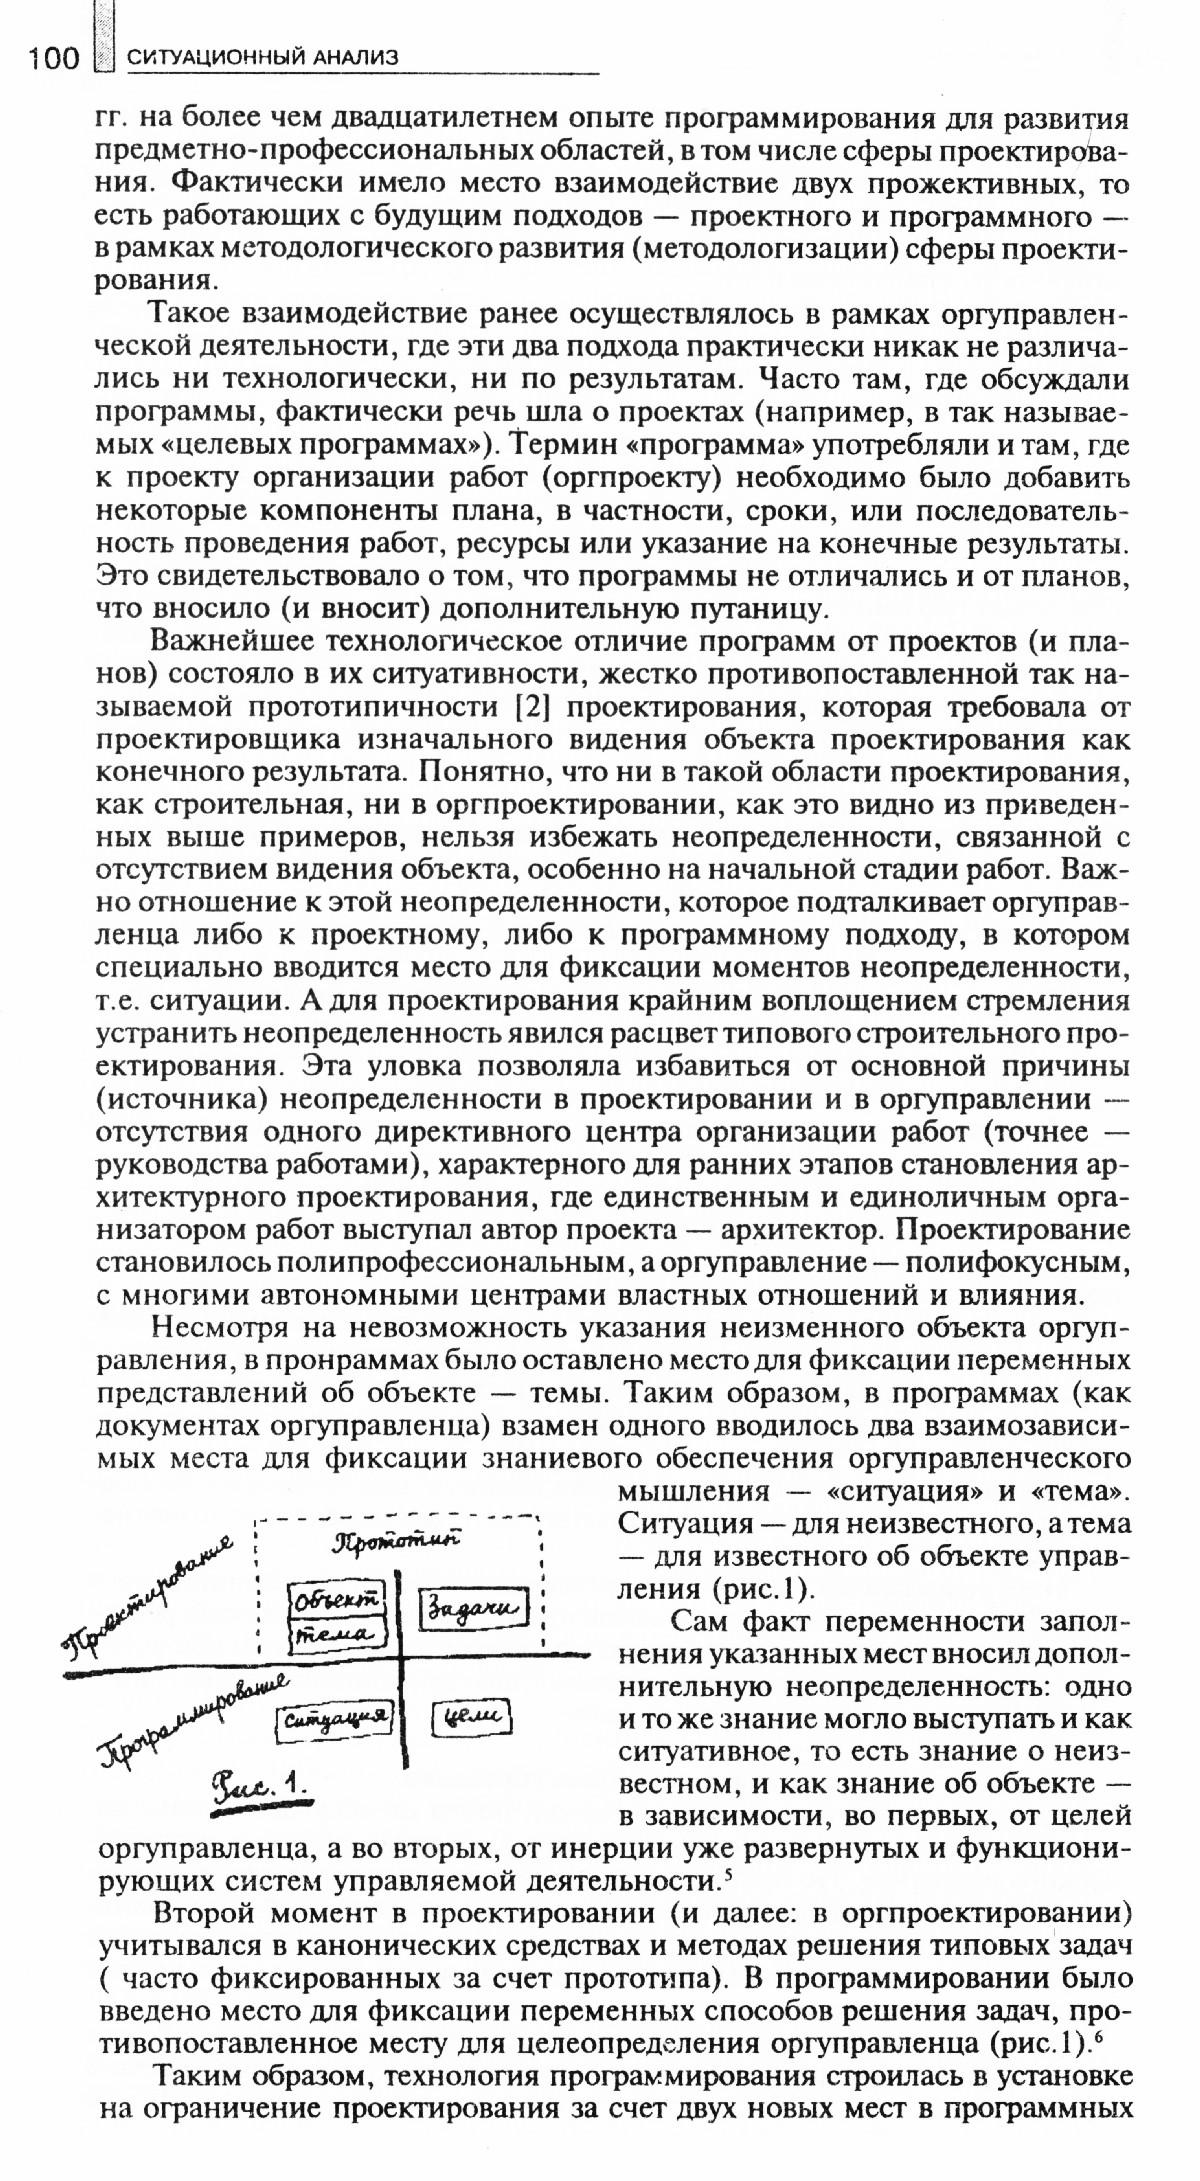 100 СИТУАЦИОННЫЙ АНАЛИЗ
гг. на более чем двадцатилетнем опыте программирования для развития
предметно-профессиональных областей, в том числе сферы проектирова-
ния. Фактически имело место взаимодействие двух прожективных, то
есть работающих с будущим подходов — проектного и программного —
в рамках методологического развития (методологизации) сферы проекти-
рования.
Такое взаимодействие ранее осуществлялось в рамках оргуправлен-
ческой деятельности, где эти два подхода практически никак не различа-
лись ни технологически, ни по результатам. Часто там, где обсуждали
программы, фактически речь шла о проектах (например, в так называе-
мых «целевых программах»). Термин «программа» употребляли и там, где
к проекту организации работ (оргпроекту) необходимо было добавить
некоторые компоненты плана, в частности, сроки, или последователь-
ность проведения работ, ресурсы или указание на конечные результаты.
Это свидетельствовало о том, что программы не отличались и от планов,
что вносило (и вносит) дополнительную путаницу.
Важнейшее технологическое отличие программ от проектов (и пла-
нов) состояло в их ситуативности, жестко противопоставленной так на-
зываемой прототипичности [2] проектирования, которая требовала от
проектировщика изначального видения объекта проектирования как
конечного результата. Понятно, что ни в такой области проектирования,
как строительная, ни в оргпроектировании, как это видно из приведен-
ных выше примеров, нельзя избежать неопределенности, связанной с
отсутствием видения объекта, особенно на начальной стадии работ. Важ-
но отношение к этой неопределенности, которое подталкивает оргуправ-
ленца либо к проектному, либо к программному подходу, в котором
специально вводится место для фиксации моментов неопределенности,
т.е. ситуации. А для проектирования крайним воплощением стремления
устранить неопределенность явился расцвет типового строительного про-
ектирования. Эта уловка позволяла избавиться от основной причины
(источника) неопределенности в проектировании и в оргуправлении —
отсутствия одного директивного центра организации работ (точнее —
руководства работами), характерного для ранних этапов становления ар-
хитектурного проектирования, где единственным и единоличным орга-
низатором работ выступал автор проекта — архитектор. Проектирование
становилось полипрофессиональным, а оргуправление — полифокусным,
с многими автономными центрами властных отношений и влияния.
Несмотря на невозможность указания неизменного объекта оргуп-
равления, в пронраммах было оставлено место для фиксации переменных
представлений об объекте — темы. Таким образом, в программах (как
документах оргуправленца) взамен одного вводилось два взаимозависи-
мых места для фиксации знаниевого обеспечения оргуправленческого
мышления — «ситуация» и «тема».
Ситуация — для неизвестного, а тема
— для известного об объекте управ-
ления (рис.1).
Сам факт переменности запол-
нения указанных мест вносил допол-
нительную неопределенность: одно
и то же знание могло выступать и как
ситуативное, то есть знание о неиз-
вестном, и как знание об объекте —
в зависимости, во первых, от целей
Проектирование
Прототип
Объект
тема
Задачи
Программирование
Ситуация
цели
Рис. 1.
оргуправленца, а во вторых, от инерции уже развернутых и функциони-
рующих систем управляемой деятельности.⁵
Второй момент в проектировании (и далее: в оргпроектировании)
учитывался в канонических средствах и методах решения типовых задач
( часто фиксированных за счет прототипа). В программировании было
введено место для фиксации переменных способов решения задач, про-
тивопоставленное месту для целеопределения оргуправленца (рис.1).⁶
Таким образом, технология программирования строилась в установке
на ограничение проектирования за счет двух новых мест в программных